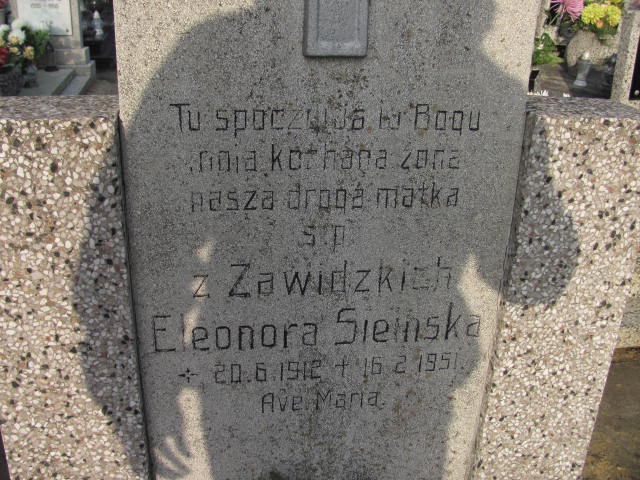 Tu spoczywa w Bogu
moja kochana żona
nasza droga matka
ś.p.
z Zawidzkich
Eleonora Sieińska
* 20.6.1912 + 16.2.1951.
Ave Maria.